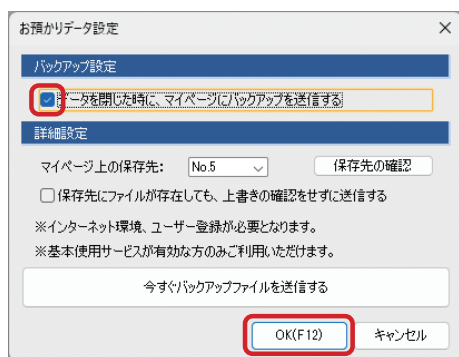 お預かりデータ設定
バックアップ設定
データを閉じた時に、マイページにバックアップを送信する
詳細設定
マイページ上の保存先: No.5 保存先の確認
保存先にファイルが存在しても、上書きの確認をせずに送信する
※インターネット環境、ユーザー登録が必要となります。
※基本使用サービスが有効な方のみご利用いただけます。
今すぐバックアップファイルを送信する
OK(F12) キャンセル